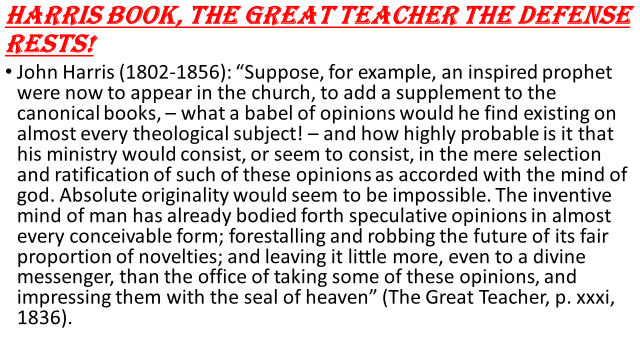 HARRIS BOOK, THE GREAT TEACHER THE DEFENSE
RESTS!
• John Harris (1802-1856): “Suppose, for example, an inspired prophet
were now to appear in the church, to add a supplement to the
canonical books, – what a babel of opinions would he find existing on
almost every theological subject! – and how highly probable is it that
his ministry would consist, or seem to consist, in the mere selection
and ratification of such of these opinions as accorded with the mind of
god. Absolute originality would seem to be impossible. The inventive
mind of man has already bodied forth speculative opinions in almost
every conceivable form; forestalling and robbing the future of its fair
proportion of novelties; and leaving it little more, even to a divine
messenger, than the office of taking some of these opinions, and
impressing them with the seal of heaven” (The Great Teacher, p. xxxi,
1836).